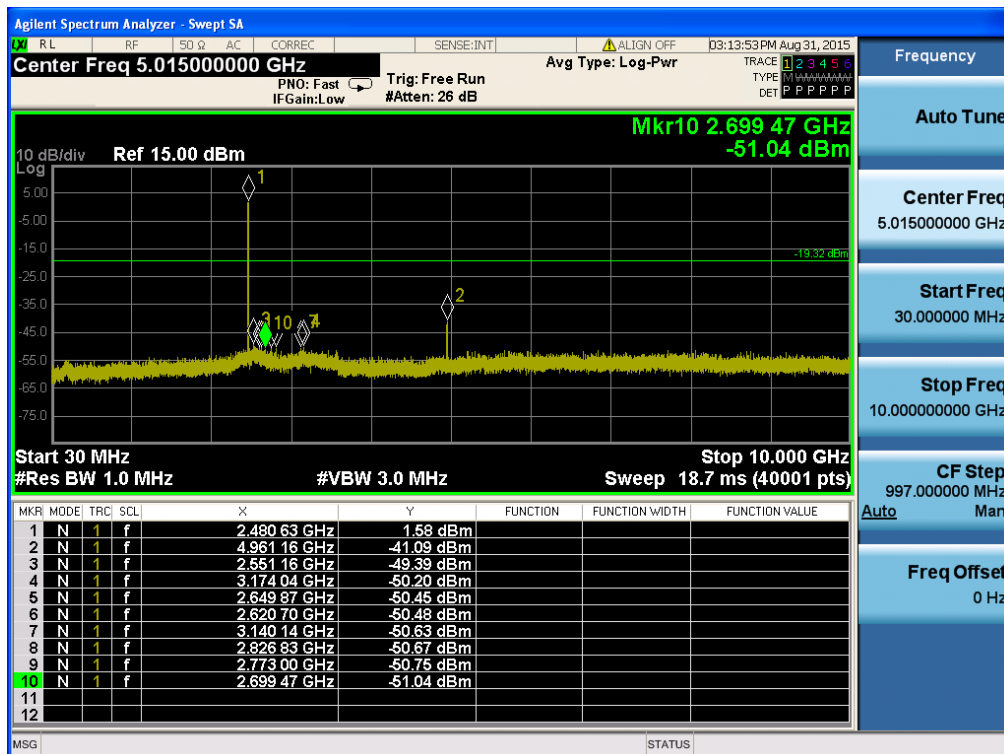 Agilent Spectrum Analyzer - Swept SA
LXI RL RF 50 Ω AC CORREC SENSE:INT ALIGN OFF 03:13:53 PM Aug 31, 2015
Center Freq 5.015000000 GHz
Avg Type: Log-Pwr
TRACE 1 2 3 4 5 6
PNO: Fast
Trig: Free Run
TYPE M
IFGain:Low
#Atten: 26 dB
DET P P P P P P
Mkr10 2.699 47 GHz
-51.04 dBm
10 dB/div Ref 15.00 dBm
Log
5.00
-5.00
-15.0
-25.0
-35.0
-45.0
-55.0
-65.0
-75.0
-19.32 dBm
1
2
3
10
4
Start 30 MHz
Stop 10.000 GHz
#Res BW 1.0 MHz
#VBW 3.0 MHz
Sweep 18.7 ms (40001 pts)
MKR MODE TRC SCL X Y FUNCTION FUNCTION WIDTH FUNCTION VALUE
1 N 1 f 2.480 63 GHz 1.58 dBm
2 N 1 f 4.961 16 GHz -41.09 dBm
3 N 1 f 2.551 16 GHz -49.39 dBm
4 N 1 f 3.174 04 GHz -50.20 dBm
5 N 1 f 2.649 87 GHz -50.45 dBm
6 N 1 f 2.620 70 GHz -50.48 dBm
7 N 1 f 3.140 14 GHz -50.63 dBm
8 N 1 f 2.826 83 GHz -50.67 dBm
9 N 1 f 2.773 00 GHz -50.75 dBm
10 N 1 f 2.699 47 GHz -51.04 dBm
11
12
MSG
STATUS
Frequency
Auto Tune
Center Freq
5.015000000 GHz
Start Freq
30.000000 MHz
Stop Freq
10.000000000 GHz
CF Step
997.000000 MHz
Auto Man
Freq Offset
0 Hz